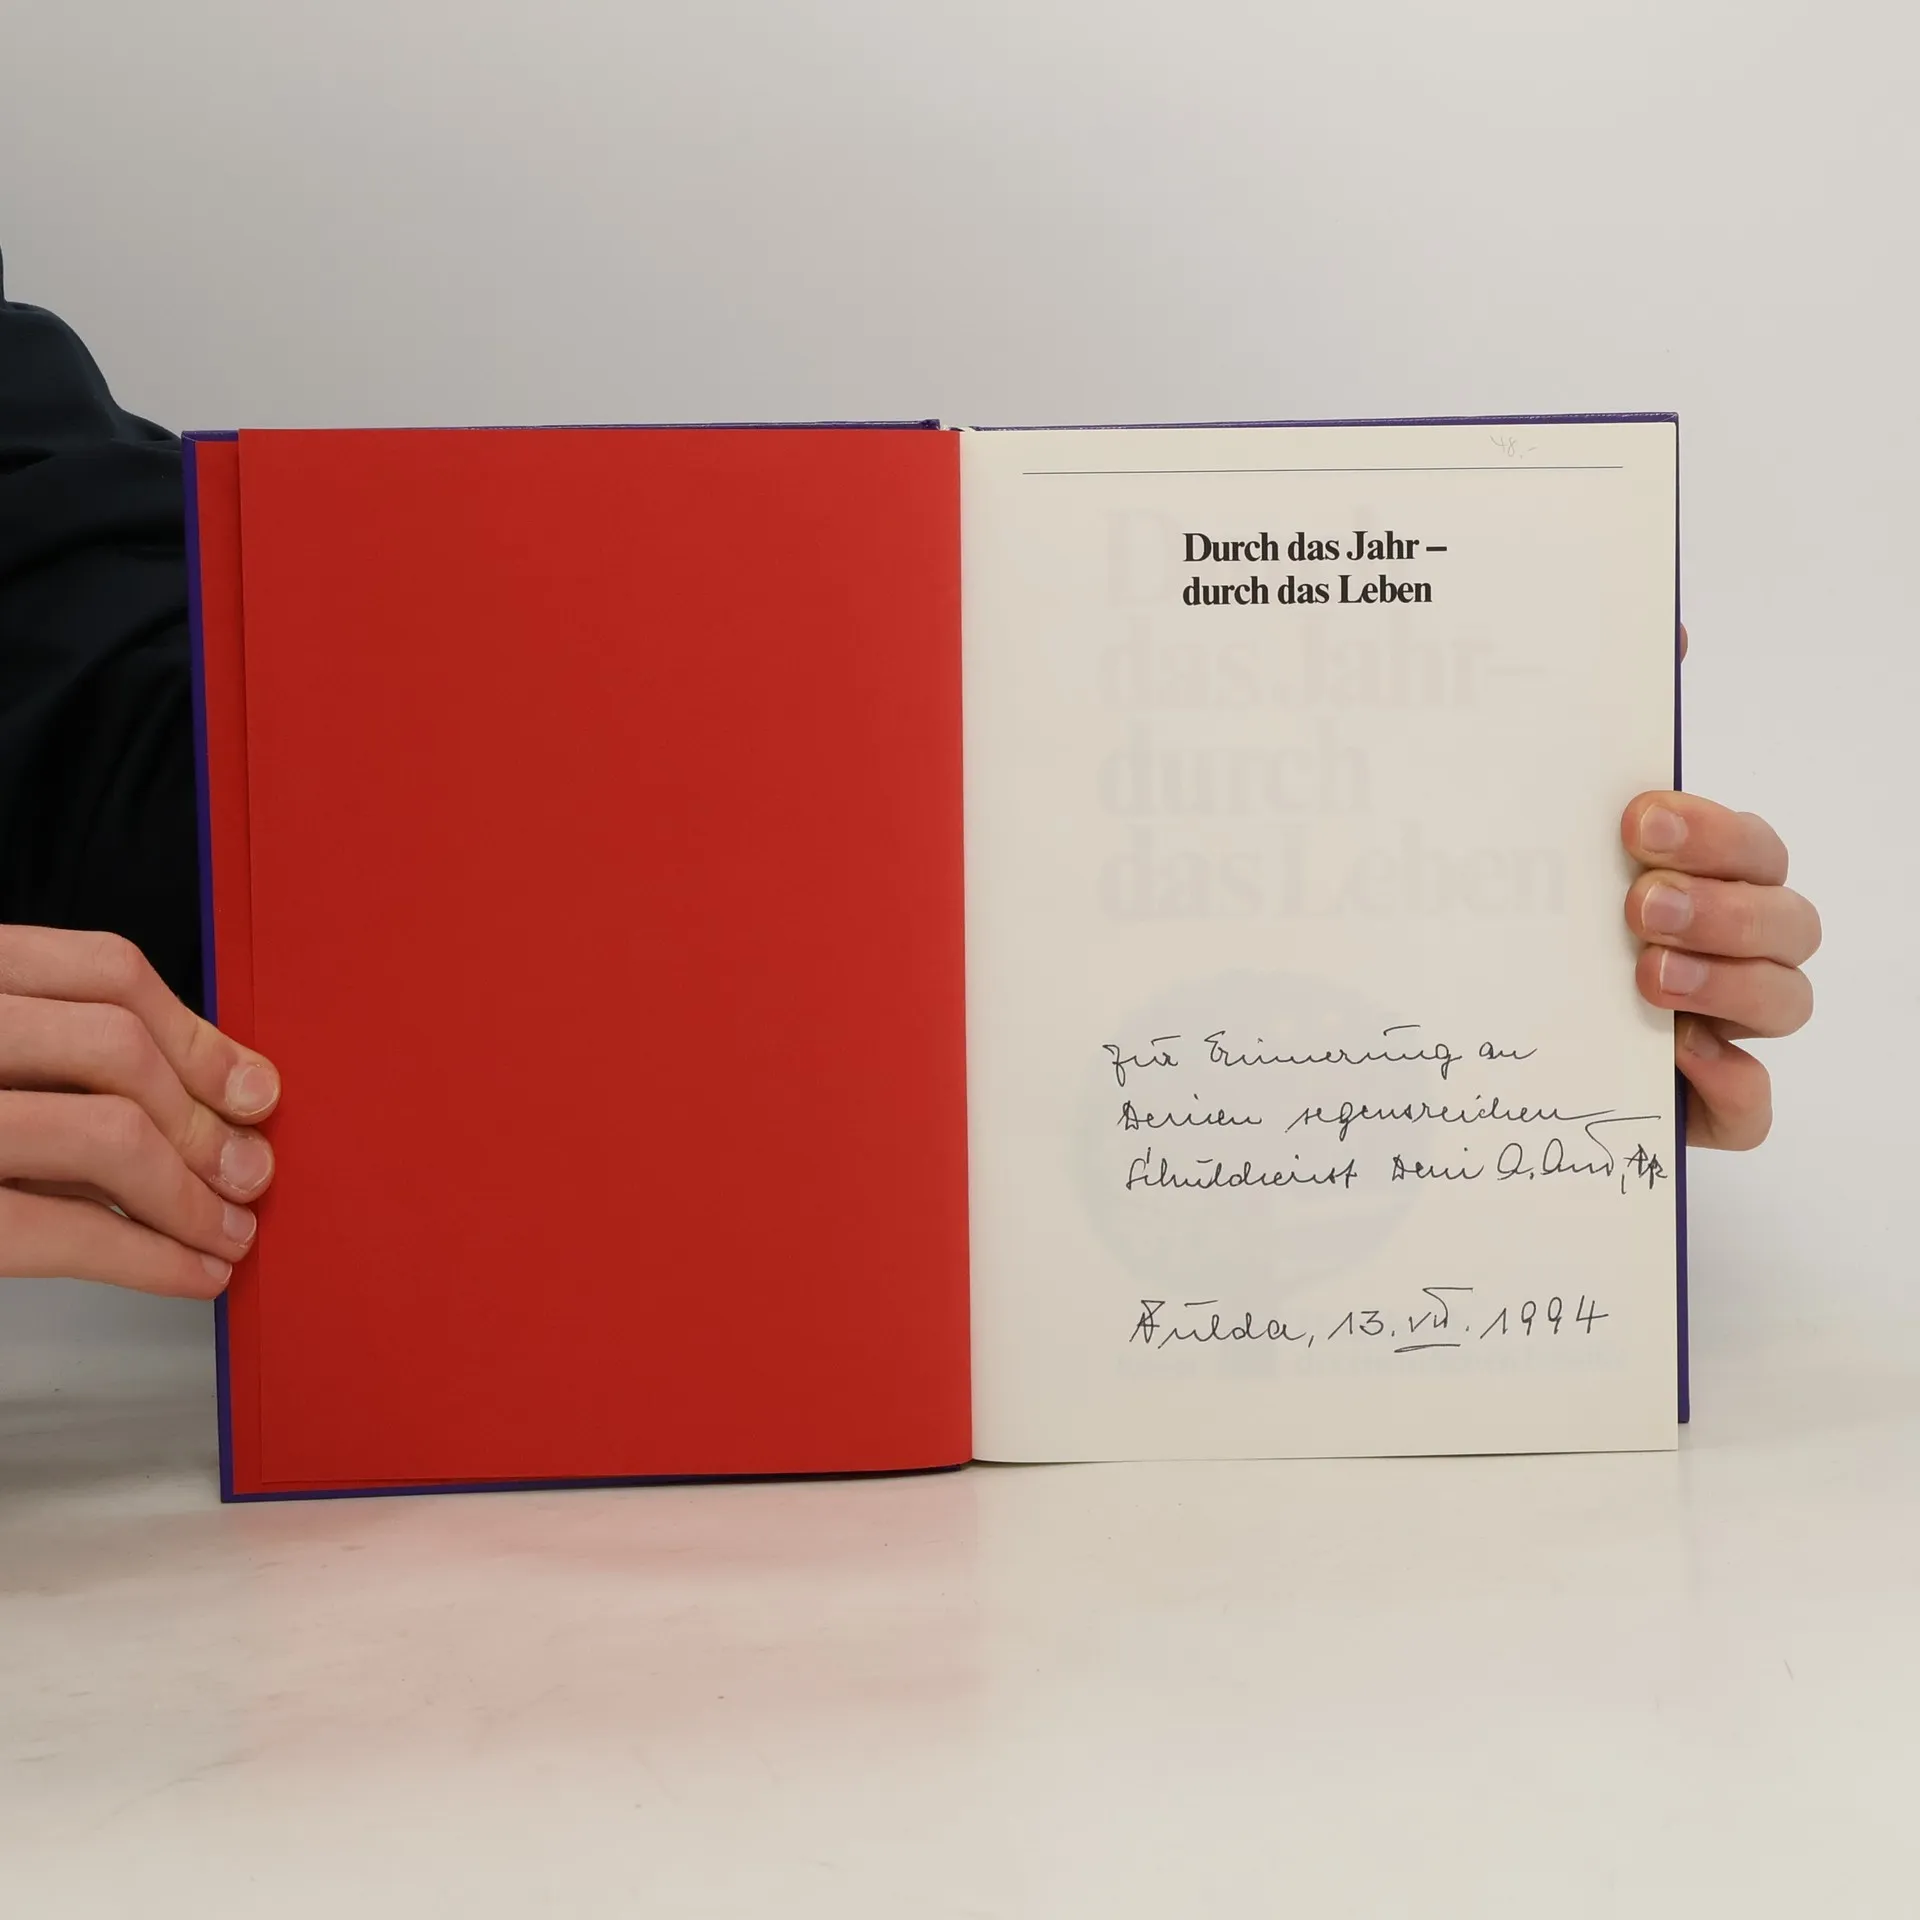 48.-
Durch das Jahr –
durch das Leben
Zur Erinnerung an
Deinen segensreichen
Schuldienst Dein A.
Fulda, 13. VII. 1994